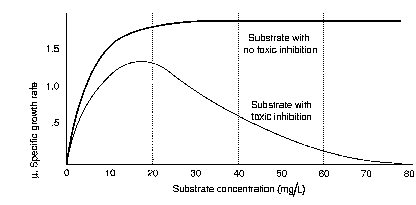 1.5
1.0
.5
μ, Specific growth rate
Substrate with
no toxic inhibition
Substrate with
toxic inhibition
0 10 20 30 40 50 60 70 80
Substrate concentration (mg/L)